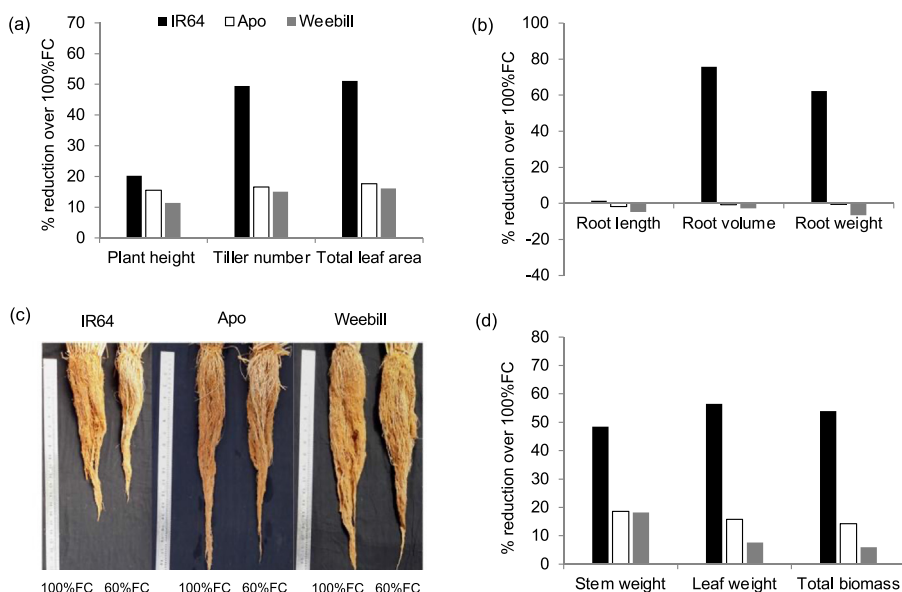 (a)
IR64 Apo Weebill
% reduction over 100%FC
70
60
50
40
30
20
10
0
Plant height Tiller number Total leaf area
(b)
% reduction over 100%FC
100
80
60
40
20
0
-20
-40
Root length Root volume Root weight
(c)
IR64 Apo Weebill
100%FC 60%FC 100%FC 60%FC 100%FC 60%FC
(d)
% reduction over 100%FC
80
70
60
50
40
30
20
10
0
Stem weight Leaf weight Total biomass